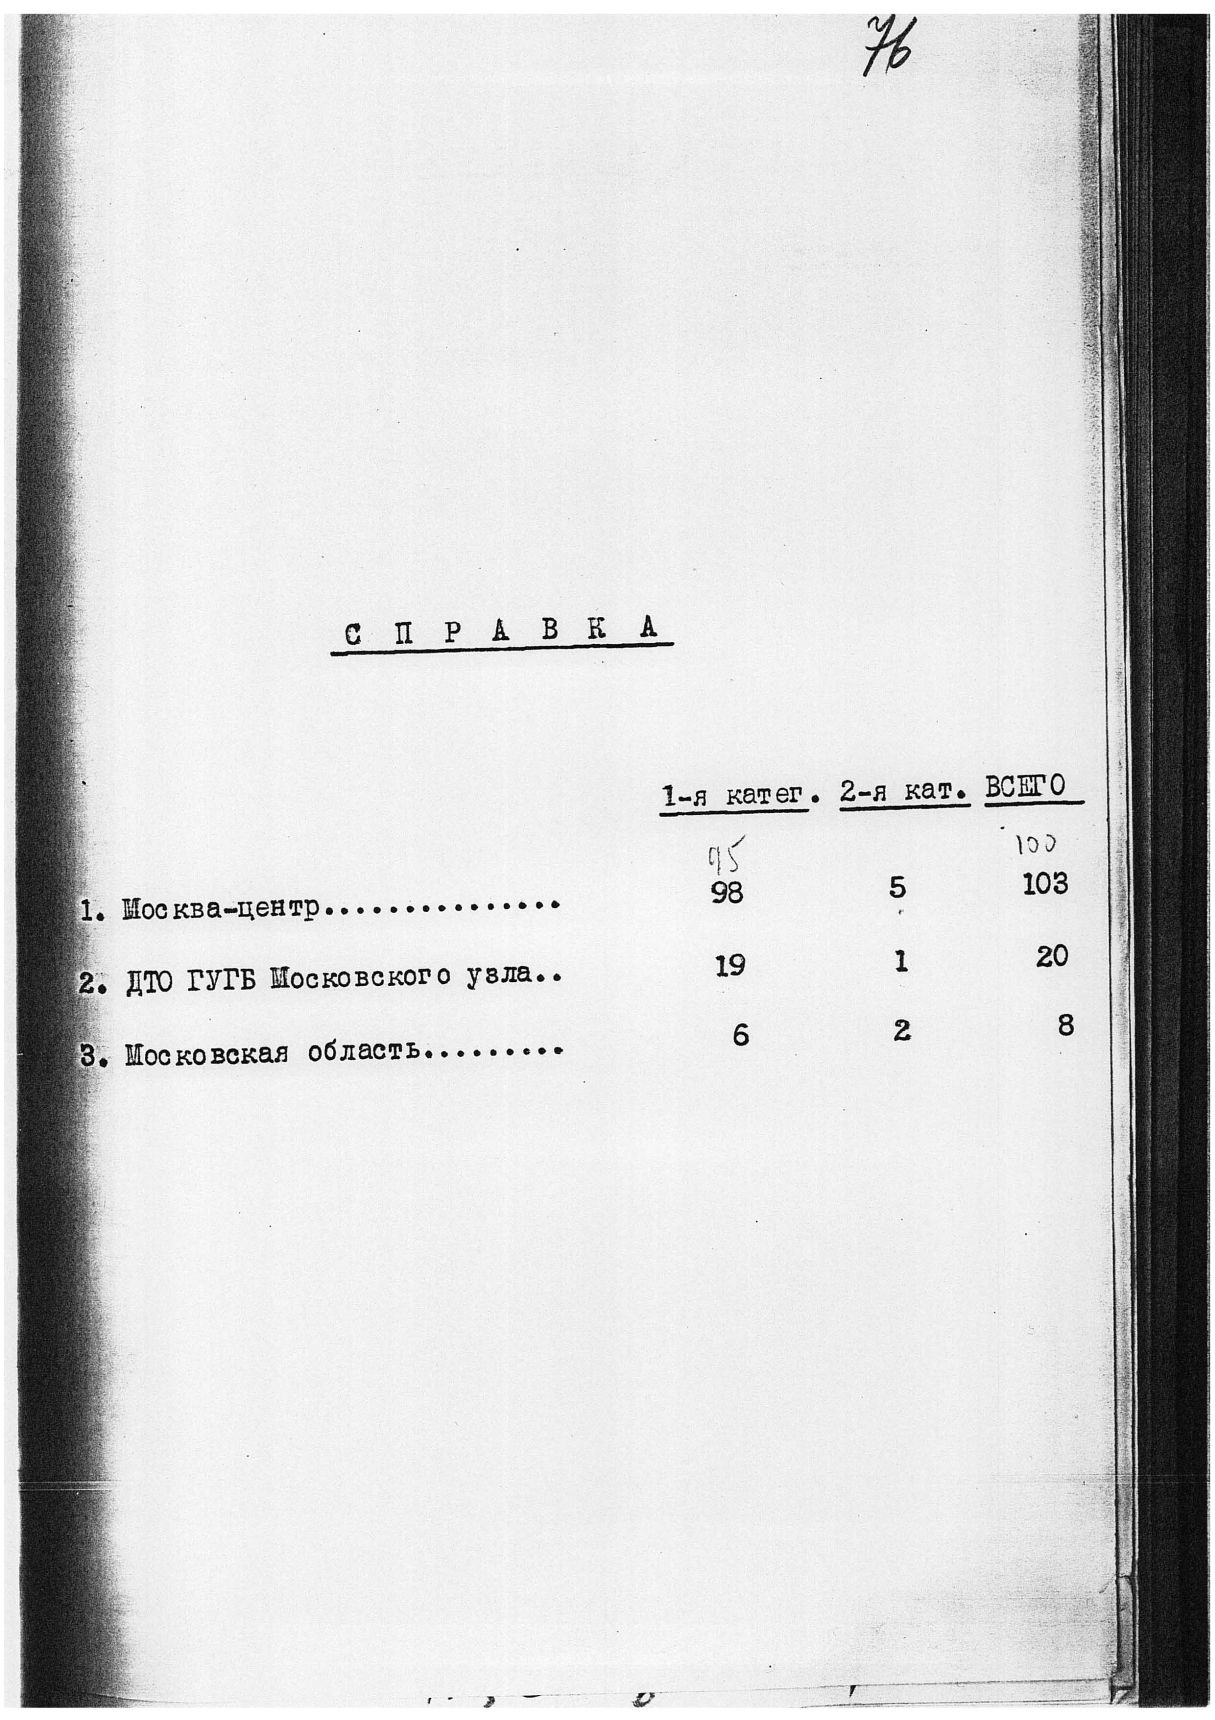 76
С П Р А В К А
1-я катег. 2-я кат. ВСЕГО
95 100
1. Москва-центр............... 98 5 103
2. ДТО ГУГБ Московского узла.. 19 1 20
3. Московская область......... 6 2 8